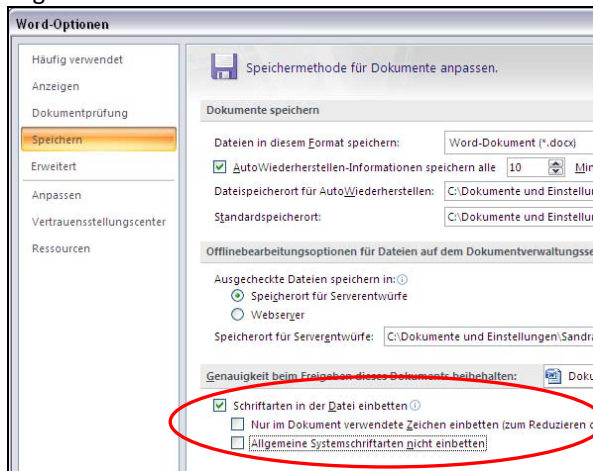 Word-Optionen
Häufig verwendet
Anzeigen
Dokumentprüfung
Speichern
Erweitert
Anpassen
Vertrauensstellungscenter
Ressourcen
Speichermethode für Dokumente anpassen.
Dokumente speichern
Dateien in diesem Format speichern: Word-Dokument (*.docx)
AutoWiederherstellen-Informationen speichern alle 10 Min
Dateispeicherort für AutoWiederherstellen: C:\Dokumente und Einstellu
Standardspeicherort: C:\Dokumente und Einstellu
Offlinebearbeitungsoptionen für Dateien auf dem Dokumentverwaltungsse
Ausgecheckte Dateien speichern in:
Speicherort für Serverentwürfe
Webserver
Speicherort für Serverentwürfe: C:\Dokumente und Einstellungen\Sandra
Genauigkeit beim Freigeben dieses Dokuments beibehalten: Doku
Schriftarten in der Datei einbetten
Nur im Dokument verwendete Zeichen einbetten (zum Reduzieren d
Allgemeine Systemschriftarten nicht einbetten